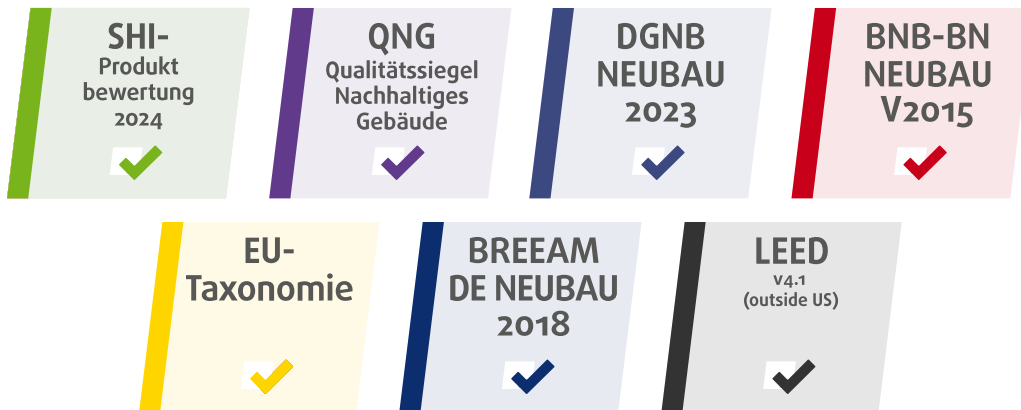 SHI-
Produkt
bewertung
2024
QNG
Qualitätssiegel
Nachhaltiges
Gebäude
DGNB
NEUBAU
2023
BNB-BN
NEUBAU
V2015
EU-
Taxonomie
BREEAM
DE NEUBAU
2018
LEED
v4.1
(outside US)